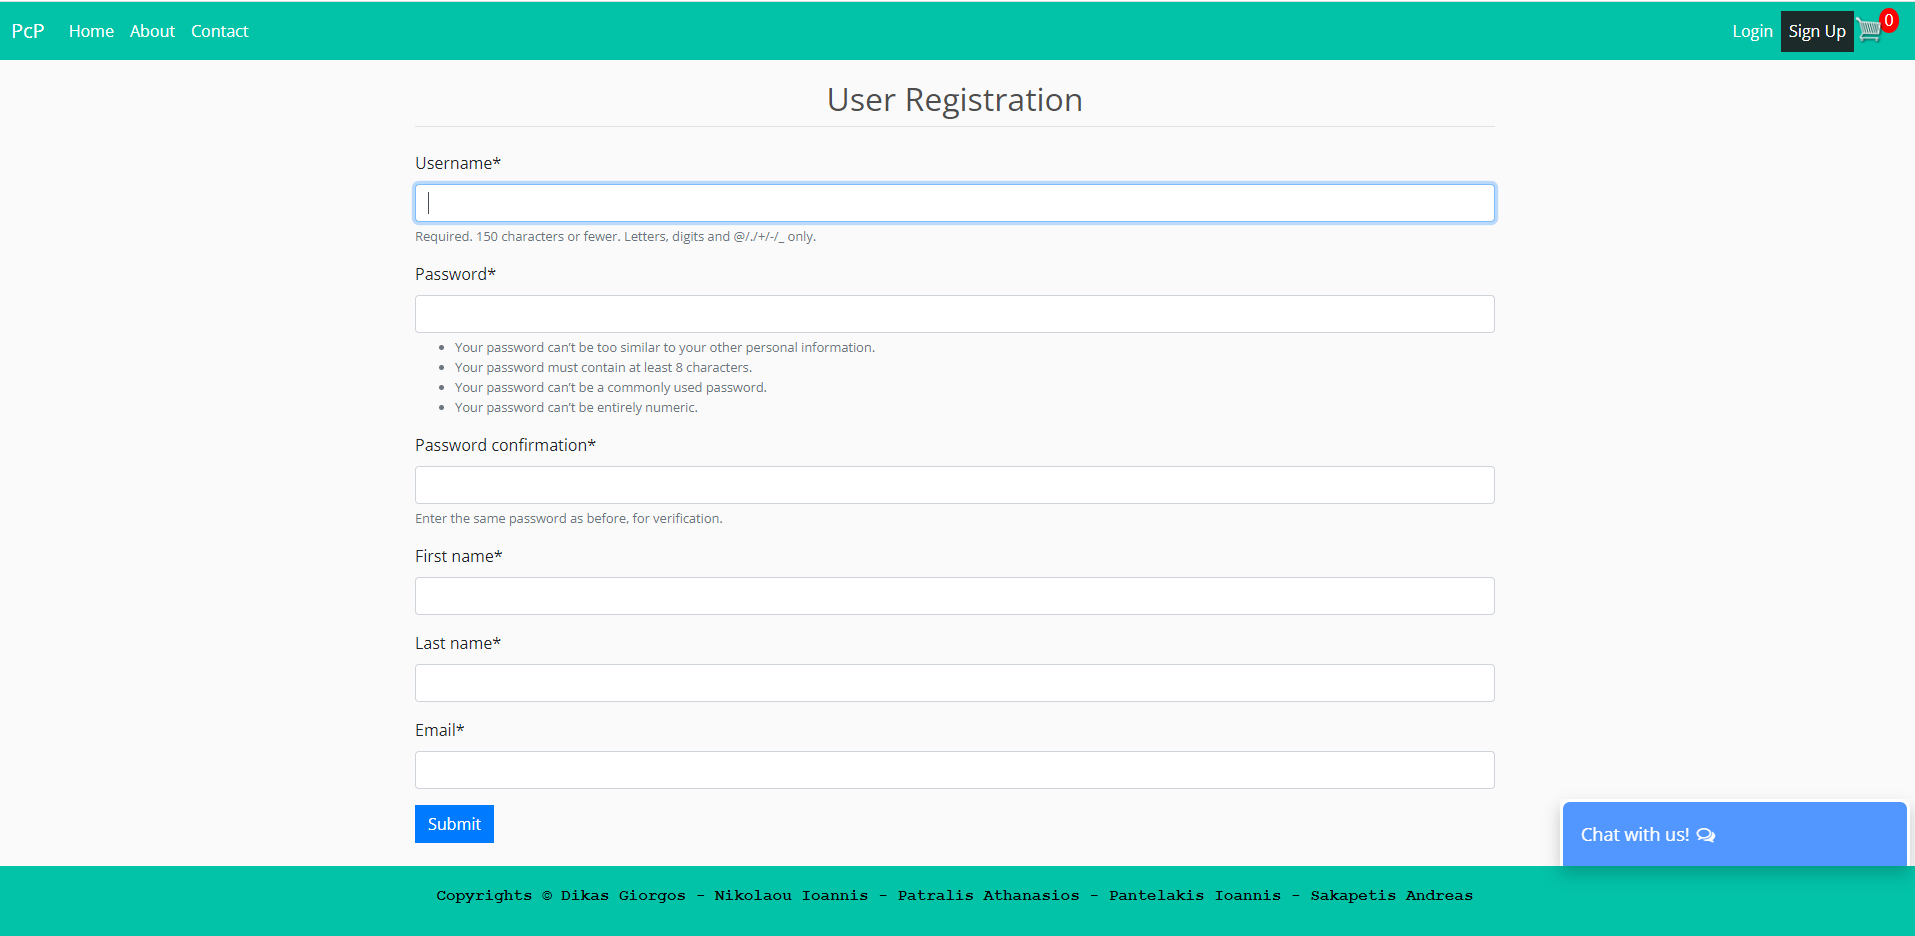 PcP Home About Contact Login Sign Up 0
User Registration
Username*
Required. 150 characters or fewer. Letters, digits and @/./+/-/_ only.
Password*
Your password can't be too similar to your other personal information.
Your password must contain at least 8 characters.
Your password can't be a commonly used password.
Your password can't be entirely numeric.
Password confirmation*
Enter the same password as before, for verification.
First name*
Last name*
Email*
Submit
Chat with us!
Copyrights © Dikas Giorgos - Nikolaou Ioannis - Patralis Athanasios - Pantelakis Ioannis - Sakapetis Andreas